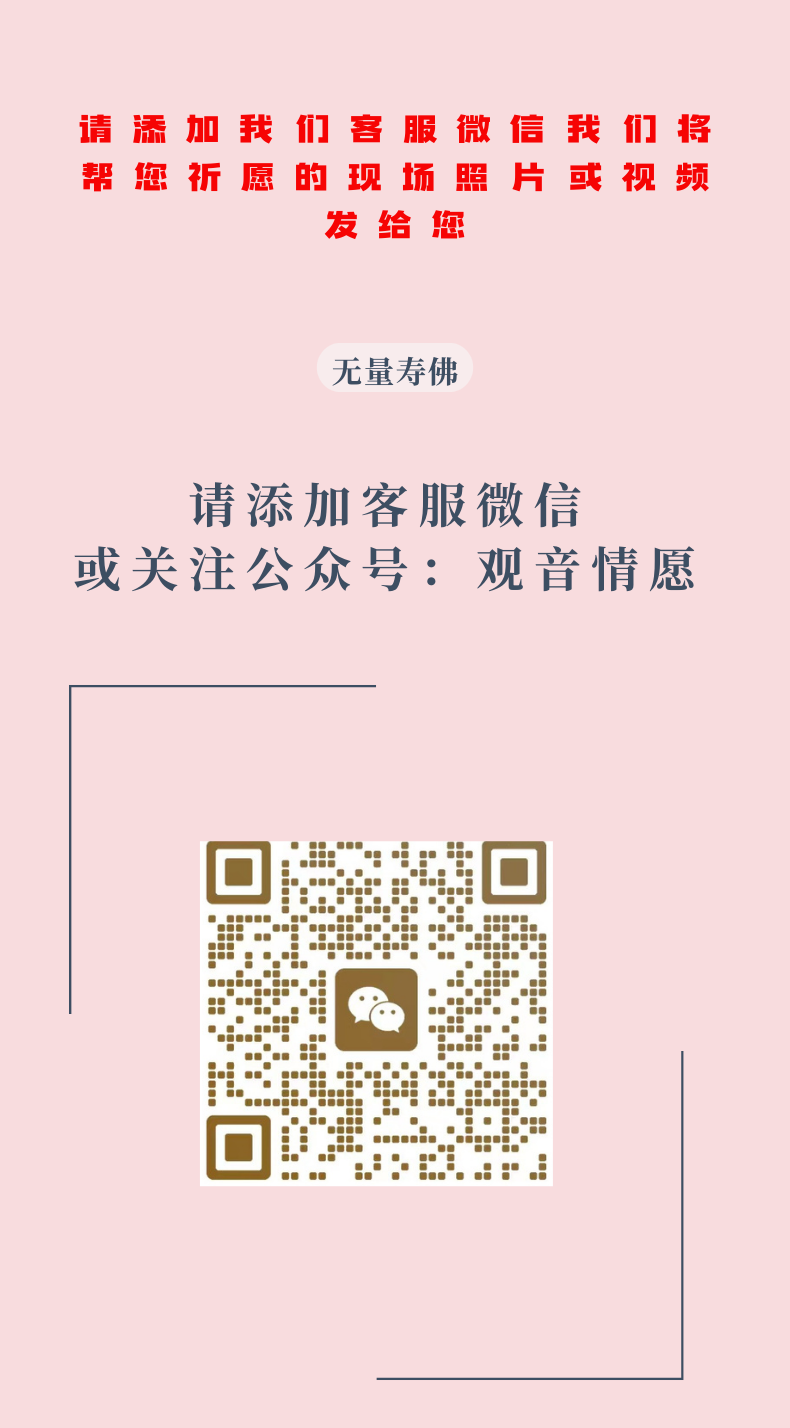 请添加我们客服微信我们将
帮您祈愿的现场照片或视频
发给您
无量寿佛
请添加客服微信
或关注公众号：观音情愿